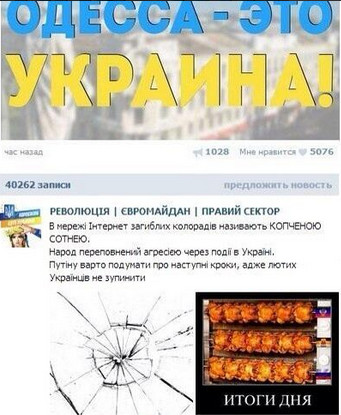 ОДЕССА - ЭТО
УКРАИНА!
час назад
1028 Мне нравится 5076
40262 записи
предложить новость
РЕВОЛЮЦІЯ | ЄВРОМАЙДАН | ПРАВИЙ СЕКТОР
В мережі Інтернет загиблих колорадів називають КОПЧЕНОЮ
СОТНЕЮ.
Народ переповнений агресією через події в Україні.
Путіну варто подумати про наступні кроки, адже лютих
Українців не зупинити
ИТОГИ ДНЯ